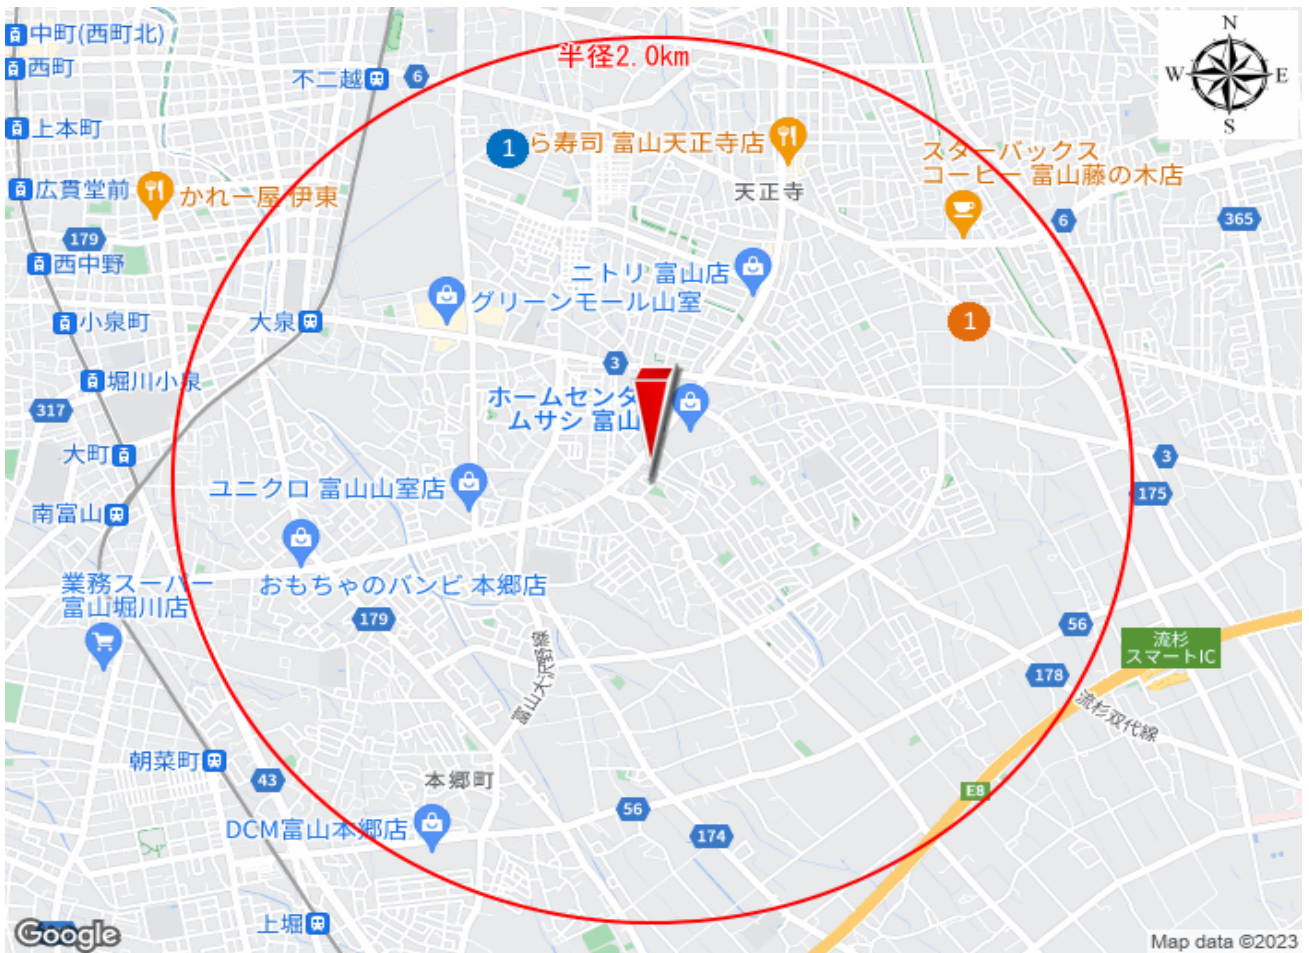 中町(西町北)
半径2.0km
N
W
E
S
西町
不二越
6
上本町
1
ら寿司 富山天正寺店
スターバックス
コーヒー 富山藤の木店
広貫堂前
かれー屋 伊東
天正寺
6
365
179
西中野
ニトリ 富山店
グリーンモール山室
小泉町
大泉
1
3
堀川小泉
ホームセンタ
ムサシ 富山
317
大町
3
ユニクロ 富山山室店
175
南富山
業務スーパー
富山堀川店
おもちゃのバンビ 本郷店
179
56
流杉
スマートIC
富山大沢野線
178
流杉双代線
朝菜町
43
本郷町
E8
56
DCM富山本郷店
174
上堀
Google
Map data ©2023